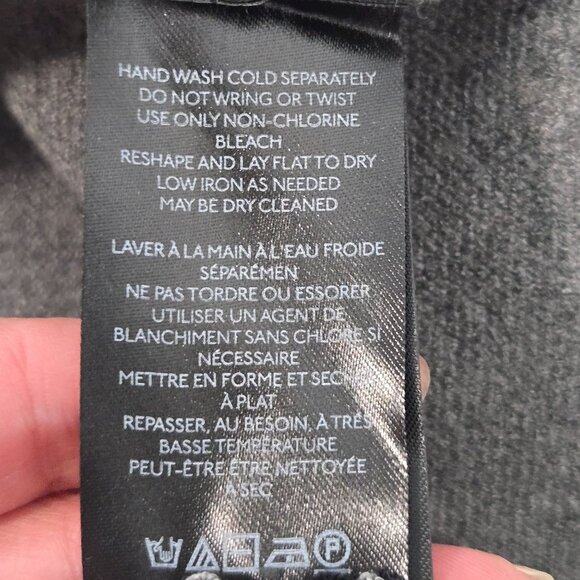 HAND WASH COLD SEPARATELY
DO NOT WRING OR TWIST
USE ONLY NON-CHLORINE
BLEACH
RESHAPE AND LAY FLAT TO DRY
LOW IRON AS NEEDED
MAY BE DRY CLEANED
LAVER À LA MAIN À L'EAU FROIDE
SÉPARÉMEN
NE PAS TORDRE OU ESSORER
UTILISER UN AGENT DE
BLANCHIMENT SANS CHLORE SI
NÉCESSAIRE
METTRE EN FORME ET
À PLAT
REPASSER, AU BESOIN, À TRÈS
BASSE TEMPÉRATURE
PEUT-ÊTRE ÊTRE NETTOYÉE
À SEC
P